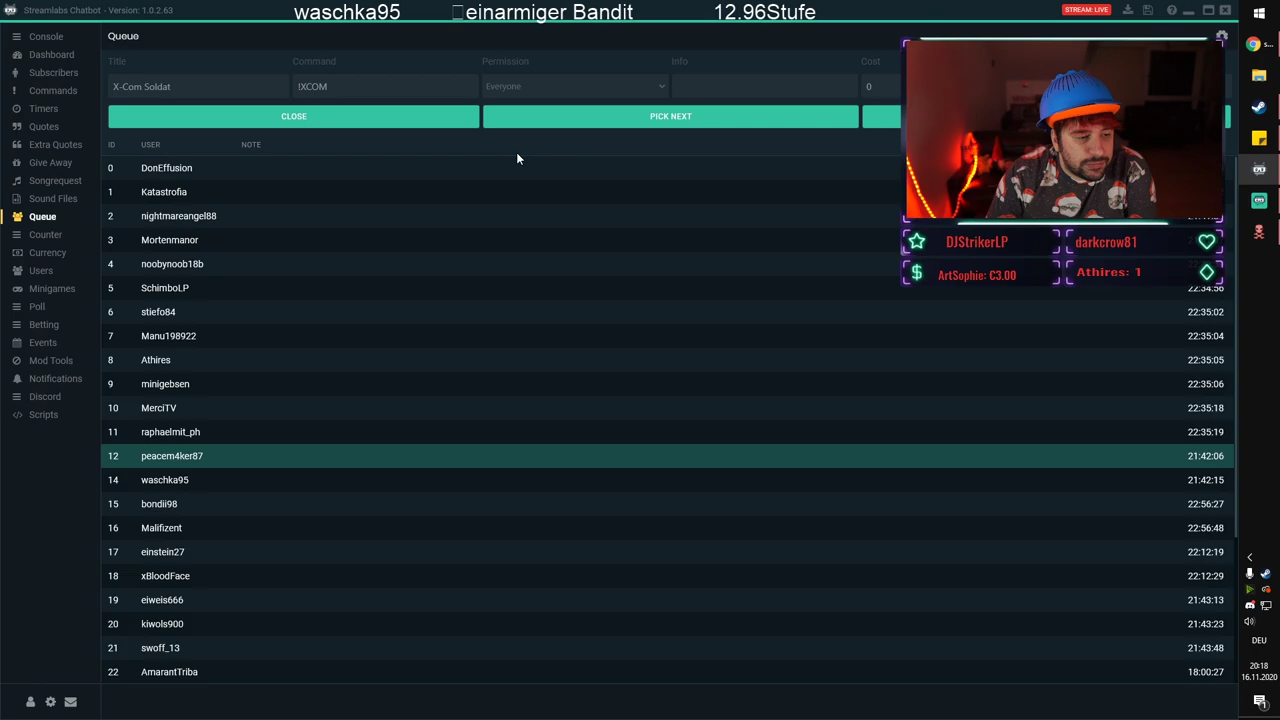 Streamlabs Chatbot - Version: 1.0.2.63
waschka95 einarmiger Bandit 12.96Stufe
STREAM: LIVE
Console
Dashboard
Subscribers
Commands
Timers
Quotes
Extra Quotes
Give Away
Songrequest
Sound Files
Queue
Counter
Currency
Users
Minigames
Poll
Betting
Events
Mod Tools
Notifications
Discord
Scripts
Queue
Title Command Permission Info Cost
X-Com Soldat !XCOM Everyone 0
CLOSE PICK NEXT
ID USER NOTE
0 DonEffusion
1 Katastrofia
2 nightmareangel88
3 Mortenmanor
4 noobynoob18b
5 SchimboLP 22:34:56
6 stiefo84 22:35:02
7 Manu198922 22:35:04
8 Athires 22:35:05
9 minigebsen 22:35:06
10 MerciTV 22:35:18
11 raphaelmit_ph 22:35:19
12 peacem4ker87 21:42:06
14 waschka95 21:42:15
15 bondii98 22:56:27
16 Malifizent 22:56:48
17 einstein27 22:12:19
18 xBloodFace 22:12:29
19 eiweis666 21:43:13
20 kiwols900 21:43:23
21 swoff_13 21:43:48
22 AmarantTriba 18:00:27
DJStrikerLP darkcrow81
$ ArtSophie: €3.00 Athires: 1
DEU
20:18
16.11.2020